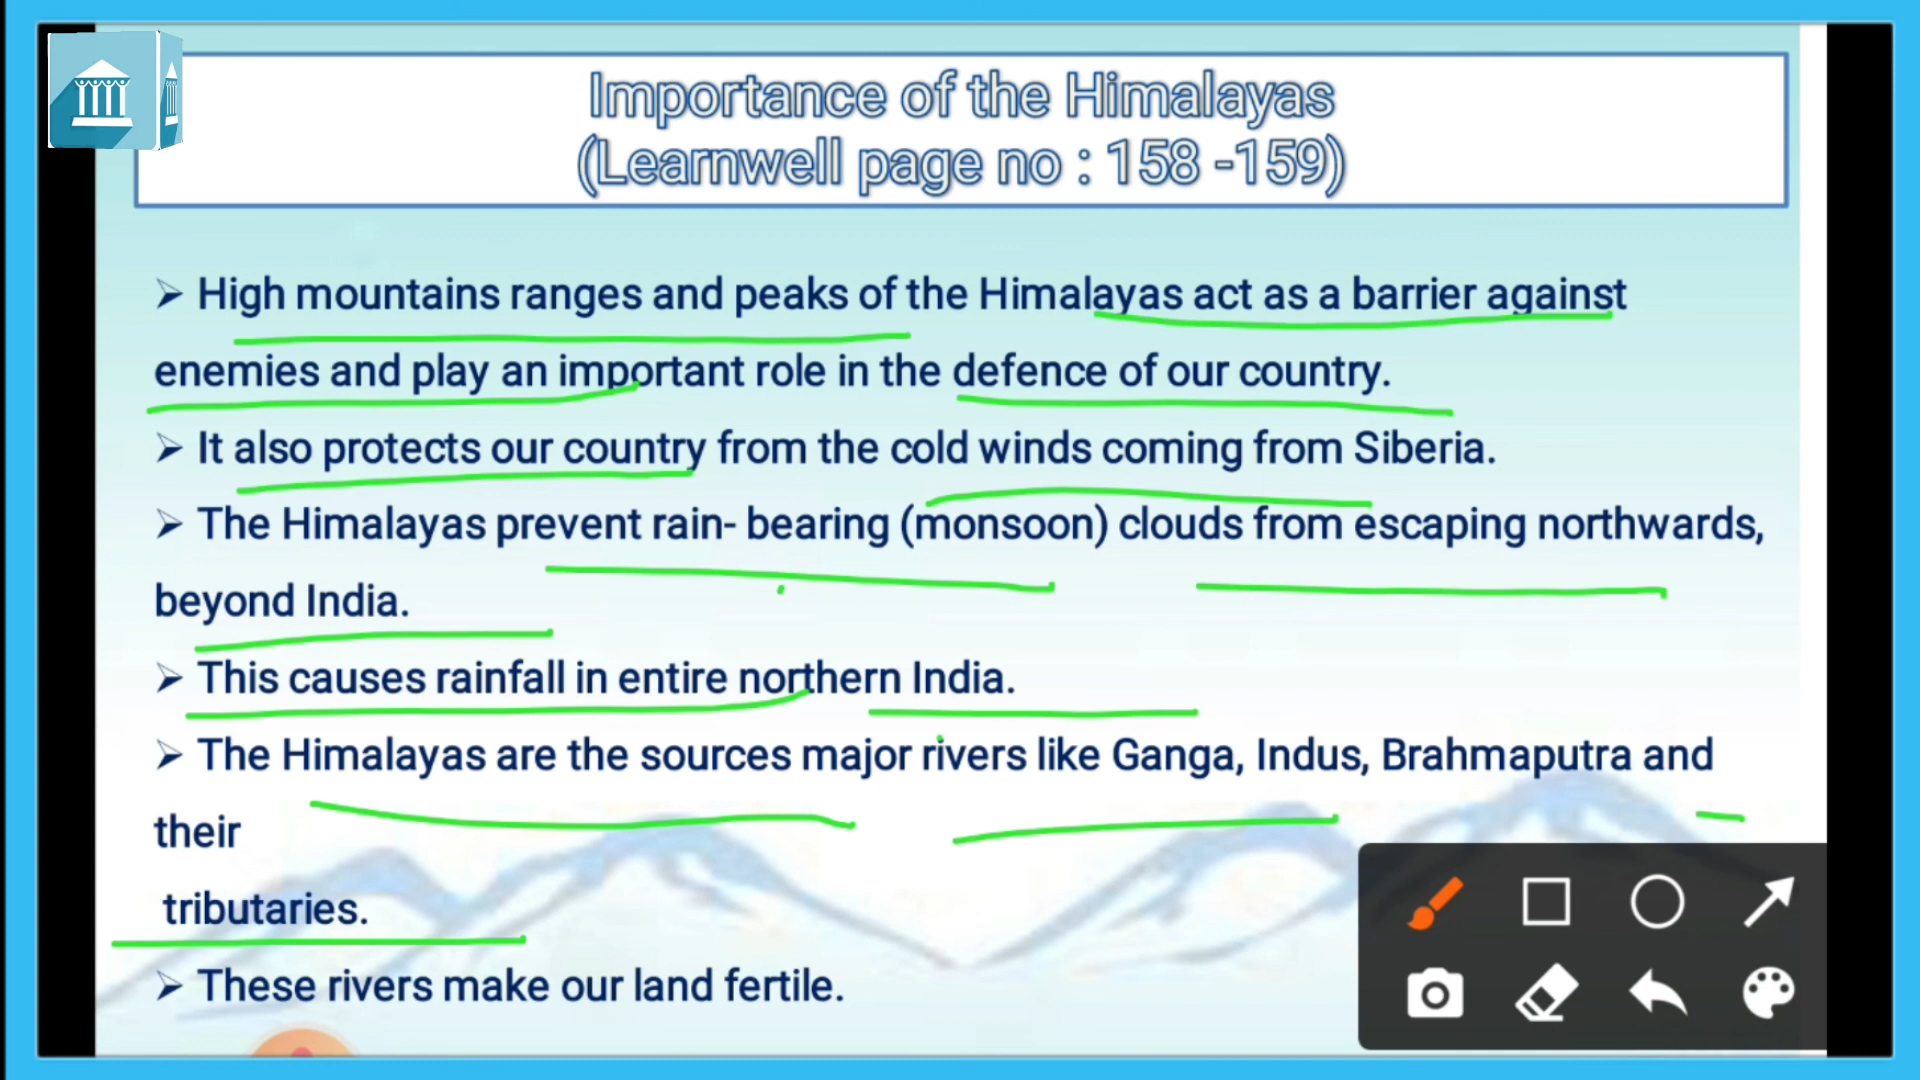 Importance of the Himalayas
(Learnwell page no : 158 -159)
➢ High mountains ranges and peaks of the Himalayas act as a barrier against
enemies and play an important role in the defence of our country.
➢ It also protects our country from the cold winds coming from Siberia.
➢ The Himalayas prevent rain- bearing (monsoon) clouds from escaping northwards,
beyond India.
➢ This causes rainfall in entire northern India.
➢ The Himalayas are the sources major rivers like Ganga, Indus, Brahmaputra and
their
tributaries.
➢ These rivers make our land fertile.